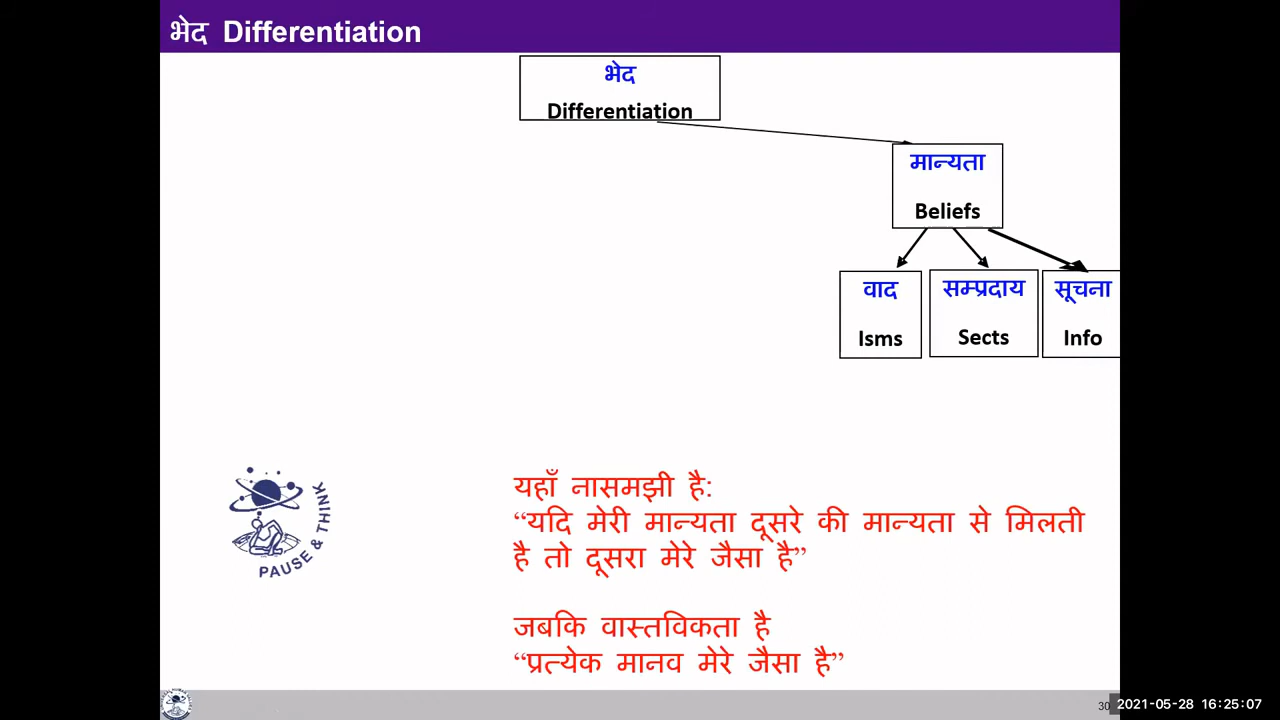 भेद Differentiation
भेद
Differentiation
मान्यता
Beliefs
वाद
Isms
सम्प्रदाय
Sects
सूचना
Info
यहाँ नासमझी है:
“यदि मेरी मान्यता दूसरे की मान्यता से मिलती
है तो दूसरा मेरे जैसा है”
जबकि वास्तविकता है
“प्रत्येक मानव मेरे जैसा है”
PAUSE & THINK
30
2021-05-28 16:25:07